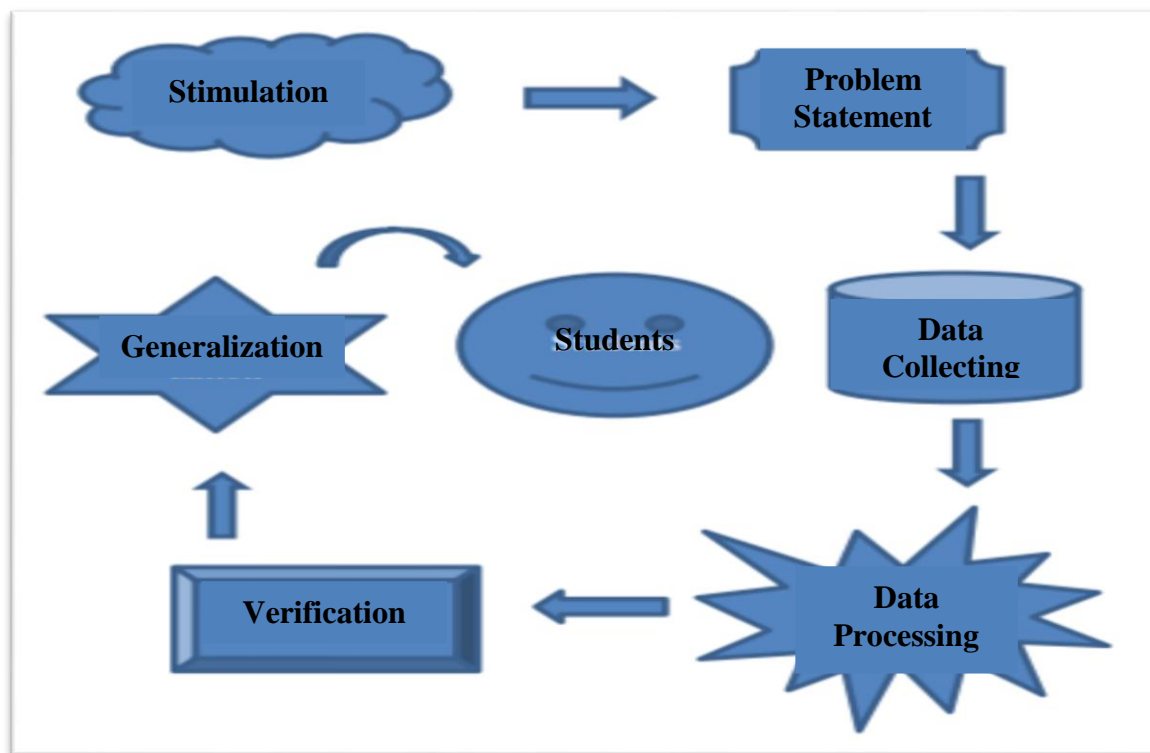 Stimulation
Problem
Statement
Generalization
Students
Data
Collecting
Verification
Data
Processing